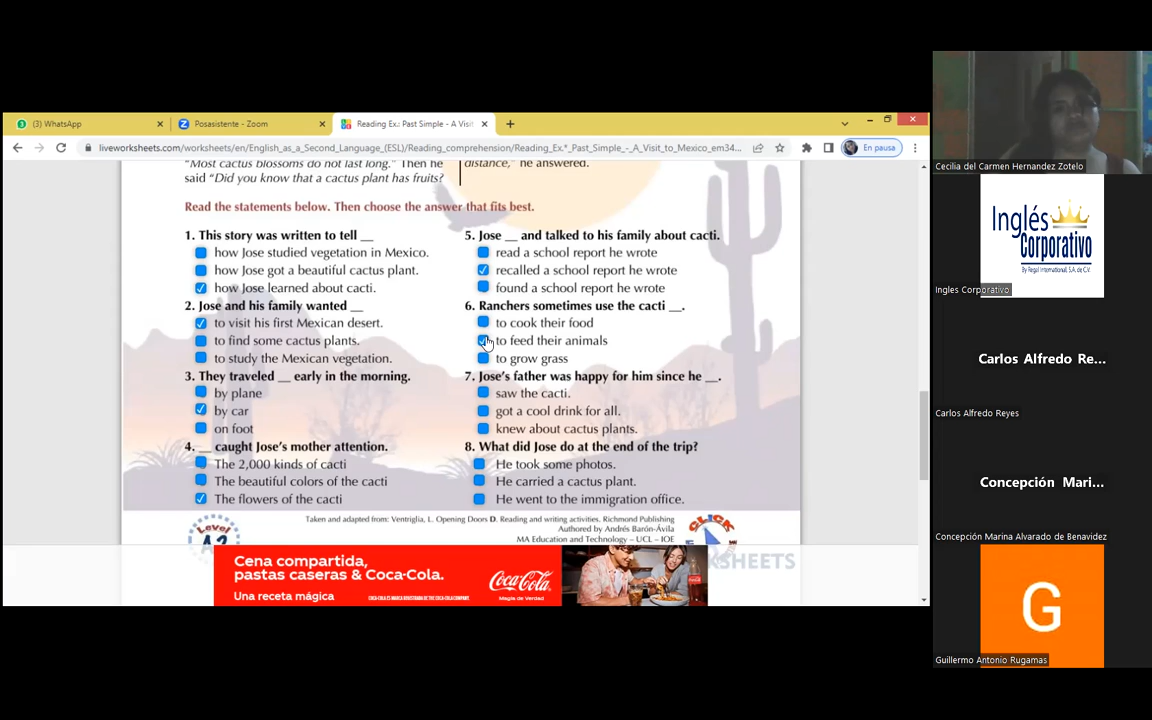 (3) WhatsApp
Posasistente - Zoom
Reading Ex.: Past Simple - A Visit
liveworksheets.com/worksheets/en/English_as_a_Second_Language_(ESL)/Reading_comprehension/Reading_Ex.*_Past_Simple_-_A_Visit_to_Mexico_em34...
En pausa
"Most cactus blossoms do not last long." Then he
said "Did you know that a cactus plant has fruits?
distance," he answered.
Read the statements below. Then choose the answer that fits best.
1. This story was written to tell __
how Jose studied vegetation in Mexico.
how Jose got a beautiful cactus plant.
how Jose learned about cacti.
2. Jose and his family wanted __
to visit his first Mexican desert.
to find some cactus plants.
to study the Mexican vegetation.
3. They traveled __ early in the morning.
by plane
by car
on foot
4. __ caught Jose's mother attention.
The 2,000 kinds of cacti
The beautiful colors of the cacti
The flowers of the cacti
5. Jose __ and talked to his family about cacti.
read a school report he wrote
recalled a school report he wrote
found a school report he wrote
6. Ranchers sometimes use the cacti __.
to cook their food
to feed their animals
to grow grass
7. Jose's father was happy for him since he __.
saw the cacti.
got a cool drink for all.
knew about cactus plants.
8. What did Jose do at the end of the trip?
He took some photos.
He carried a cactus plant.
He went to the immigration office.
Level
A2
Taken and adapted from: Ventriglia, L. Opening Doors D. Reading and writing activities. Richmond Publishing
Authored by Andrés Barón-Ávila
MA Education and Technology – UCL – IOE
CLICK
Cena compartida,
pastas caseras & Coca-Cola.
Una receta mágica
Coca-Cola
Magia de Verdad
Cecilia del Carmen Hernandez Zotelo
Inglés
Corporativo
By Regal International, S.A. de C.V.
Ingles Corporativo
Carlos Alfredo Re...
Carlos Alfredo Reyes
Concepción Mari...
Concepción Marina Alvarado de Benavidez
G
Guillermo Antonio Rugamas